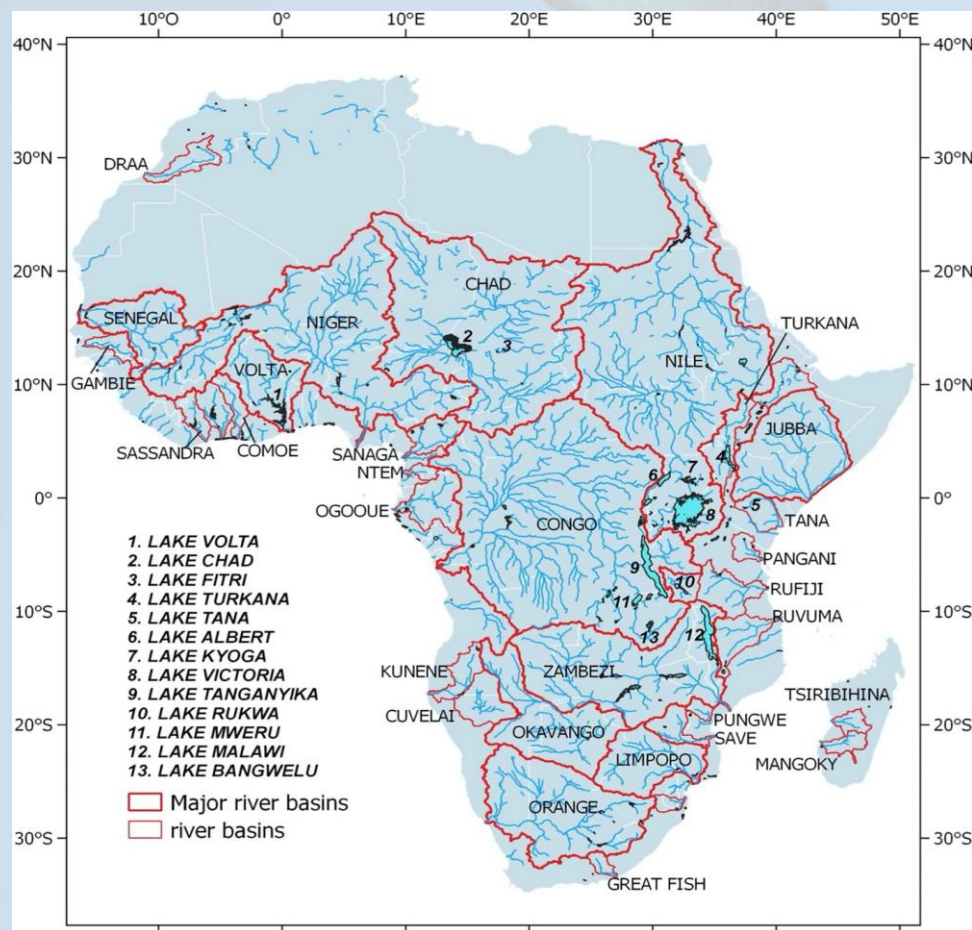 10°O 0° 10°E 20°E 30°E 40°E 50°E
40°N 40°N
30°N 30°N
20°N 20°N
10°N 10°N
0° 0°
10°S 10°S
20°S 20°S
30°S 30°S
DRAA
CHAD
SENEGAL
NIGER
TURKANA
2
3
NILE
GAMBIE
VOLTA
1
JUBBA
SASSANDRA
COMOE
SANAGA
NTEM
4
6
7
OGOOUE
CONGO
8
5
TANA
PANGANI
9
10
RUFIJI
11
RUVUMA
13
12
KUNENE
ZAMBEZI
TSIRIBIHINA
CUVELAI
OKAVANGO
PUNGWE
SAVE
LIMPOPO
MANGOKY
ORANGE
GREAT FISH
1. LAKE VOLTA
2. LAKE CHAD
3. LAKE FITRI
4. LAKE TURKANA
5. LAKE TANA
6. LAKE ALBERT
7. LAKE KYOGA
8. LAKE VICTORIA
9. LAKE TANGANYIKA
10. LAKE RUKWA
11. LAKE MWERU
12. LAKE MALAWI
13. LAKE BANGWELU
Major river basins
river basins